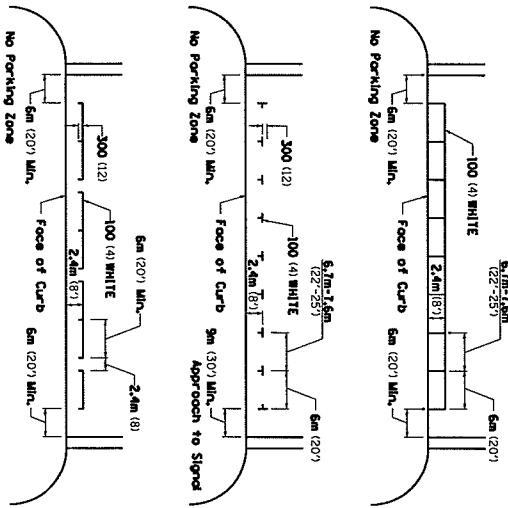 6.7m-7.6m
(22'-25')
6m (20')
100 (4) WHITE
2.4m (8')
6m (20') Min.
Face of Curb
6m (20') Min.
No Parking Zone
6.7m-7.6m
(22'-25')
6m (20')
300 (12)
100 (4) WHITE
2.4m (8')
6m (20') Min.
Face of Curb
9m (30') Min.
Approach to Signal
No Parking Zone
6m (20') Min.
2.4m (8)
300 (12)
100 (4) WHITE
2.4m (8')
6m (20') Min.
Face of Curb
6m (20') Min.
No Parking Zone